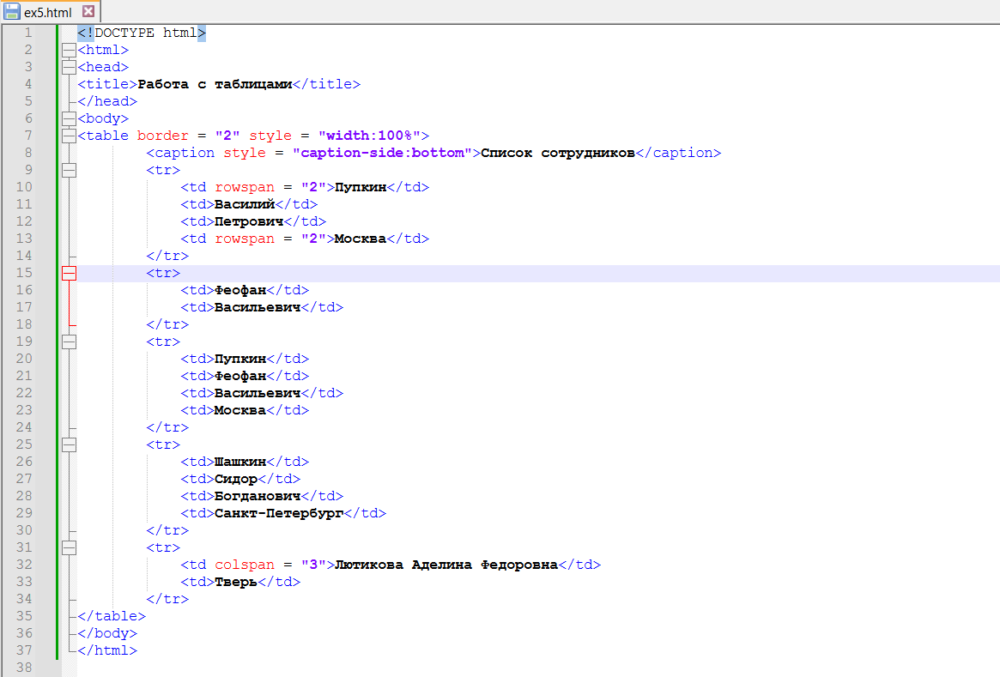 ex5.html
1 <!DOCTYPE html>
2 <html>
3 <head>
4 <title>Работа с таблицами</title>
5 </head>
6 <body>
7 <table border = "2" style = "width:100%">
8 <caption style = "caption-side:bottom">Список сотрудников</caption>
9 <tr>
10 <td rowspan = "2">Пупкин</td>
11 <td>Василий</td>
12 <td>Петрович</td>
13 <td rowspan = "2">Москва</td>
14 </tr>
15 <tr>
16 <td>Феофан</td>
17 <td>Васильевич</td>
18 </tr>
19 <tr>
20 <td>Пупкин</td>
21 <td>Феофан</td>
22 <td>Васильевич</td>
23 <td>Москва</td>
24 </tr>
25 <tr>
26 <td>Шашкин</td>
27 <td>Сидор</td>
28 <td>Богданович</td>
29 <td>Санкт-Петербург</td>
30 </tr>
31 <tr>
32 <td colspan = "3">Лютикова Аделина Федоровна</td>
33 <td>Тверь</td>
34 </tr>
35 </table>
36 </body>
37 </html>
38